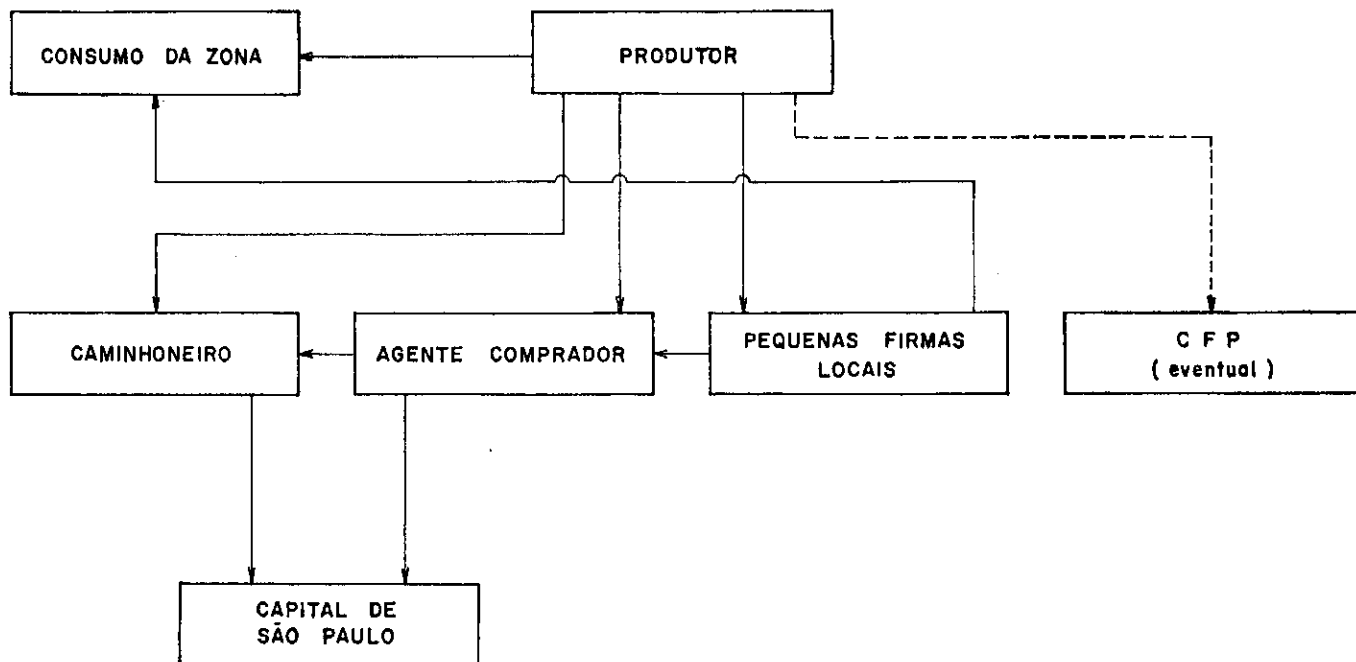 CONSUMO DA ZONA
PRODUTOR
CAMINHONEIRO
AGENTE COMPRADOR
PEQUENAS FIRMAS
LOCAIS
C F P
( eventual )
CAPITAL DE
SÃO PAULO